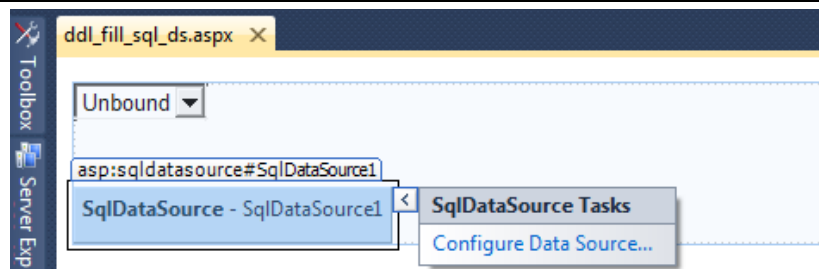 ddl_fill_sql_ds.aspx
Toolbox
Unbound
asp:sqldatasource#SqlDataSource1
SqlDataSource - SqlDataSource1
SqlDataSource Tasks
Configure Data Source...
Server Exp